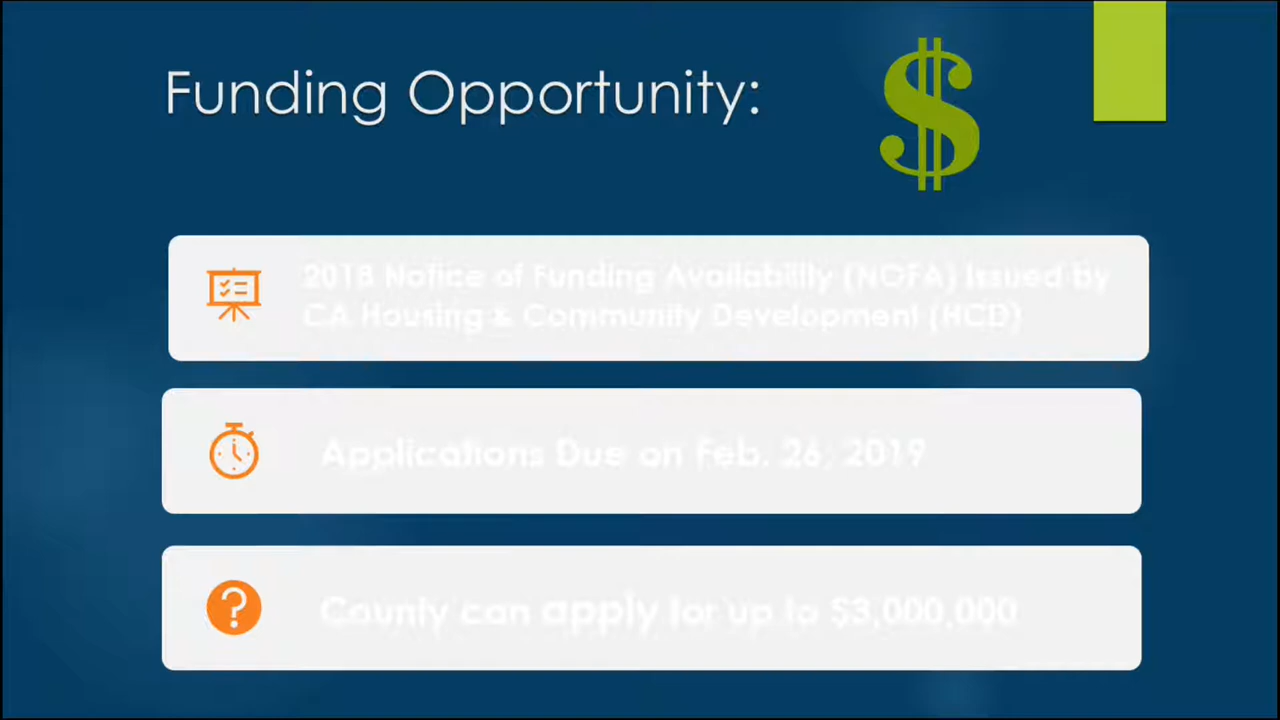 Funding Opportunity:
$
2018 Notice of Funding Availability (NOFA) issued by
CA Housing & Community Development (HCD)
Applications Due on Feb. 26, 2019
?
County can apply for up to $3,000,000